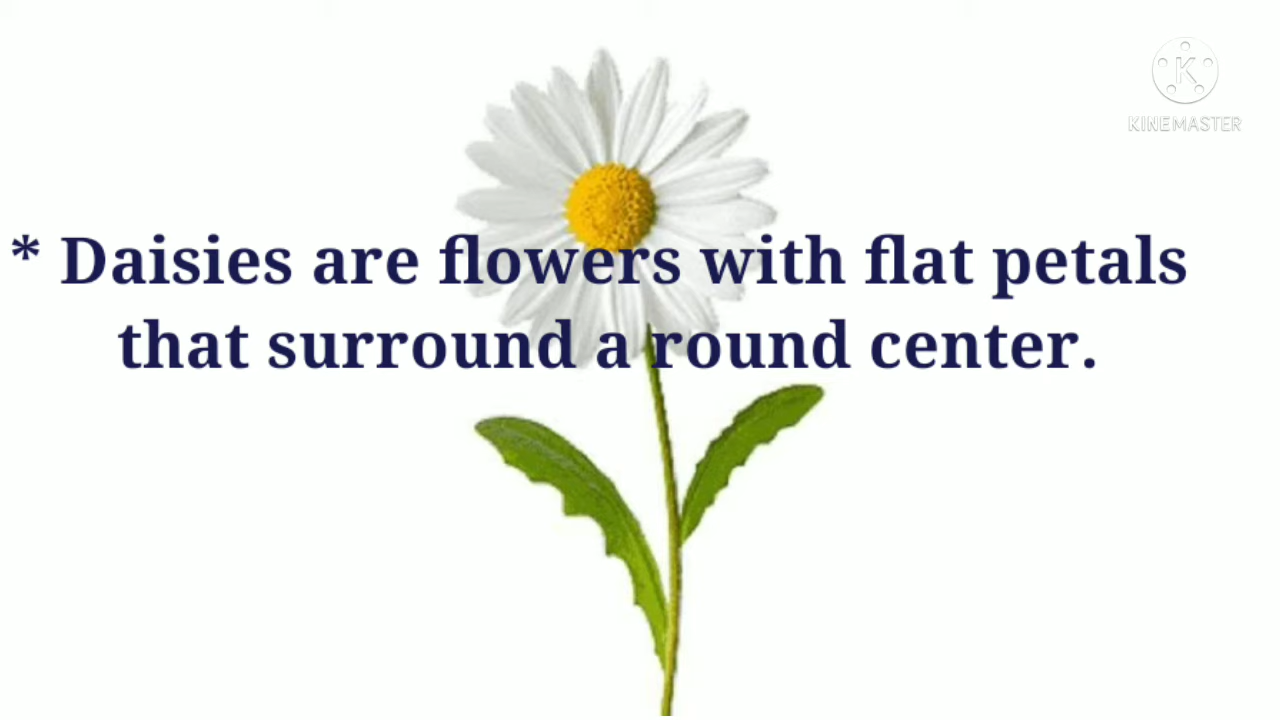 K
KINEMASTER
* Daisies are flowers with flat petals
that surround a round center.